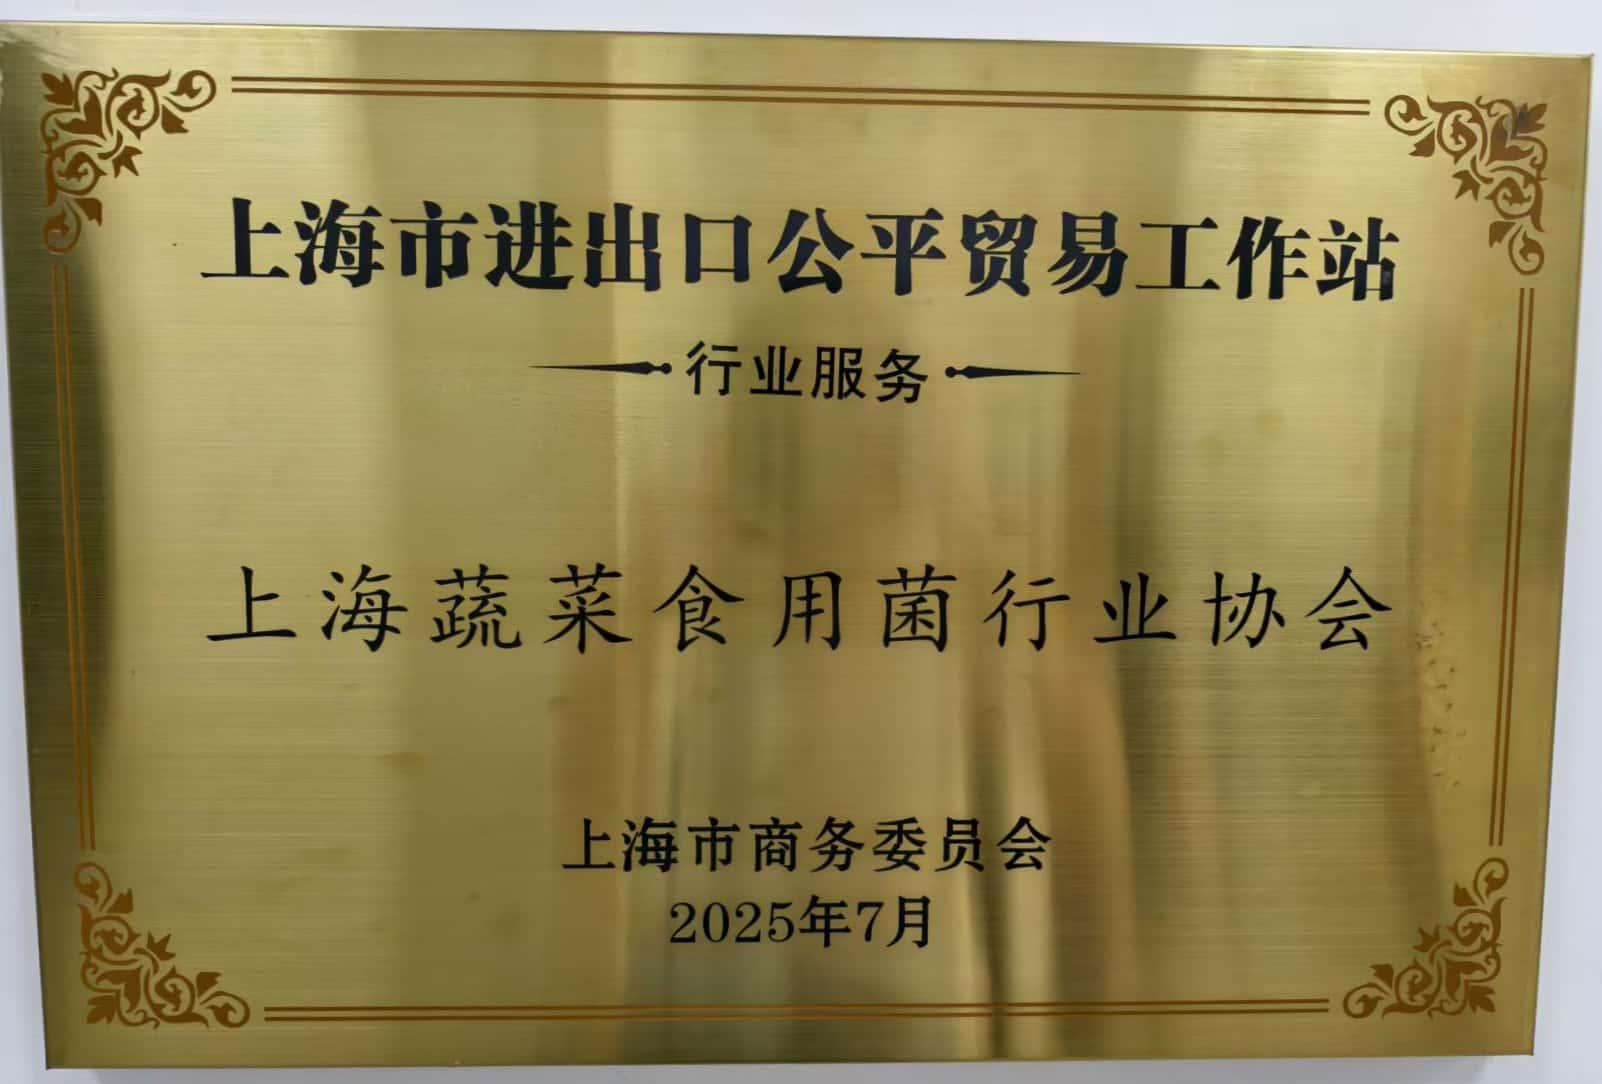 上海市进出口公平贸易工作站
行业服务
上海蔬菜食用菌行业协会
上海市商务委员会
2025年7月